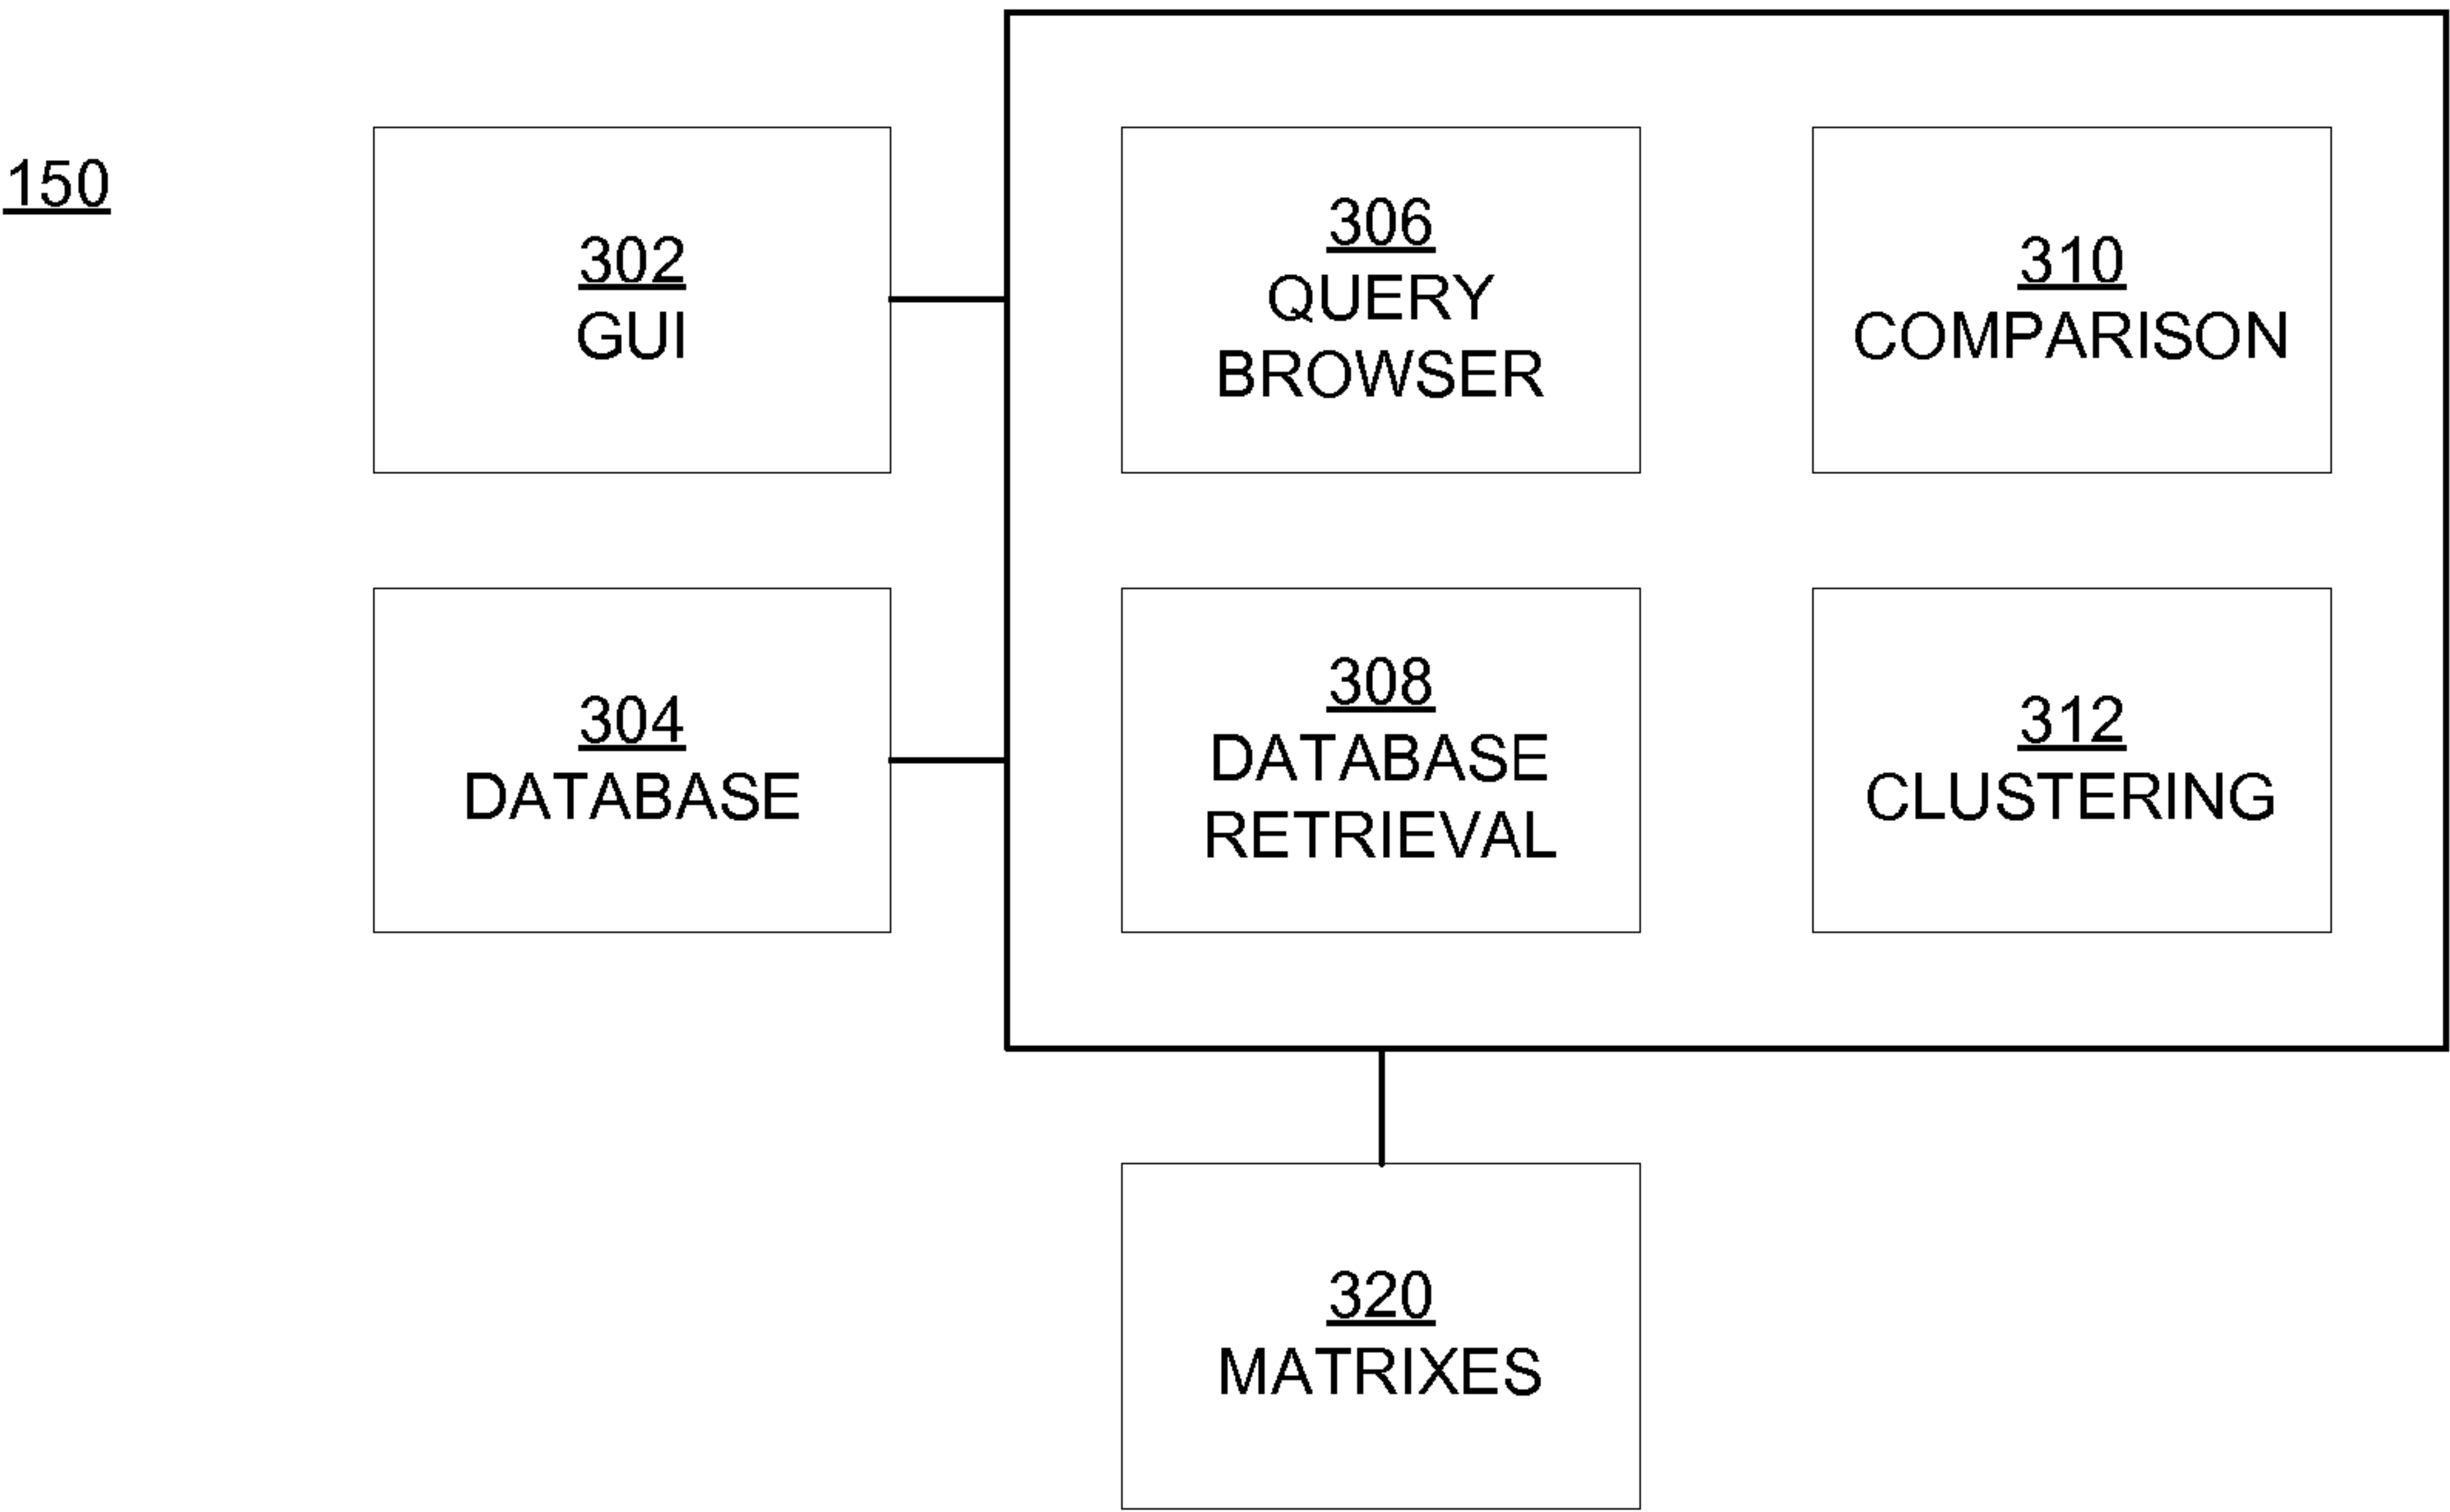 150
302
GUI
306
QUERY
BROWSER
310
COMPARISON
304
DATABASE
308
DATABASE
RETRIEVAL
312
CLUSTERING
320
MATRIXES